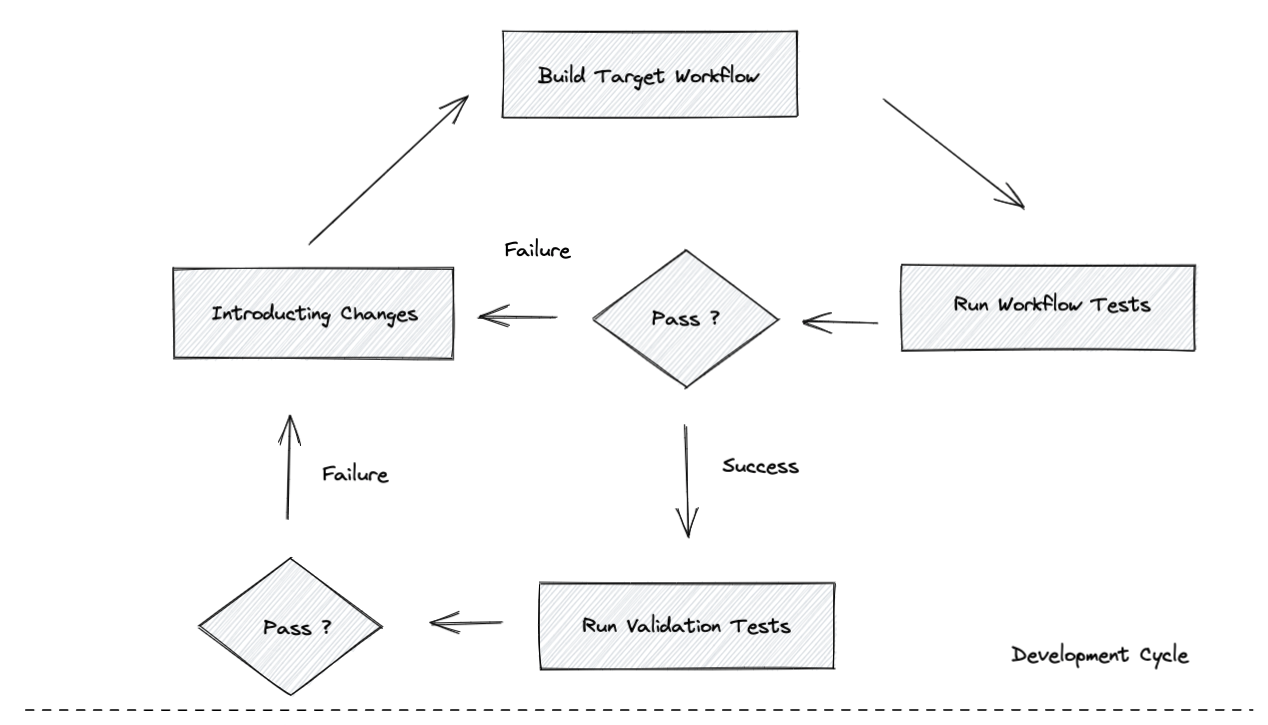 Build Target Workflow
Failure
Introducting Changes
Pass ?
Run Workflow Tests
Failure
Success
Pass ?
Run Validation Tests
Development Cycle